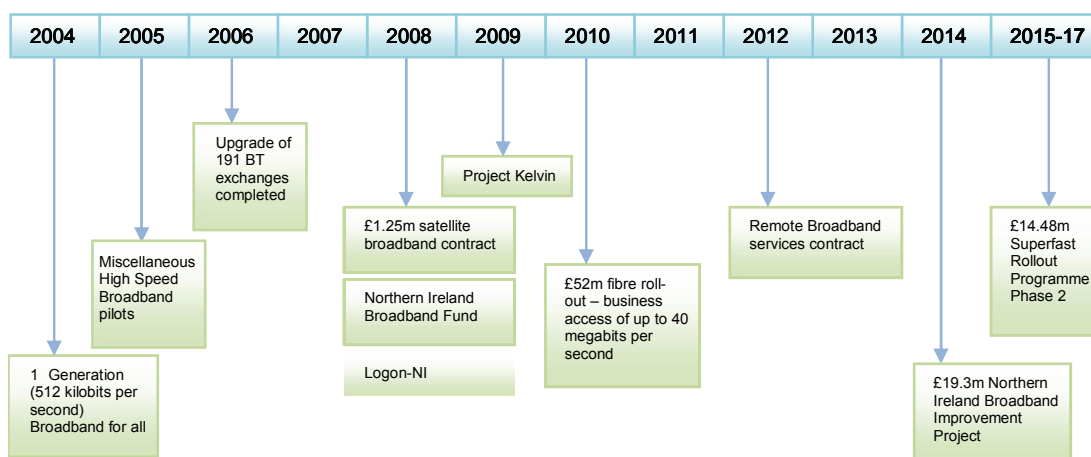 2004 2005 2006 2007 2008 2009 2010 2011 2012 2013 2014 2015-17
Upgrade of
191 BT
exchanges
completed
Project Kelvin
£1.25m satellite
broadband contract
Remote Broadband
services contract
£14.48m
Superfast
Rollout
Programme
Phase 2
Miscellaneous
High Speed
Broadband
pilots
£52m fibre roll-
out – business
access of up to 40
megabits per
second
Northern Ireland
Broadband Fund
Logon-NI
1 Generation
(512 kilobits per
second)
Broadband for all
£19.3m Northern
Ireland Broadband
Improvement
Project